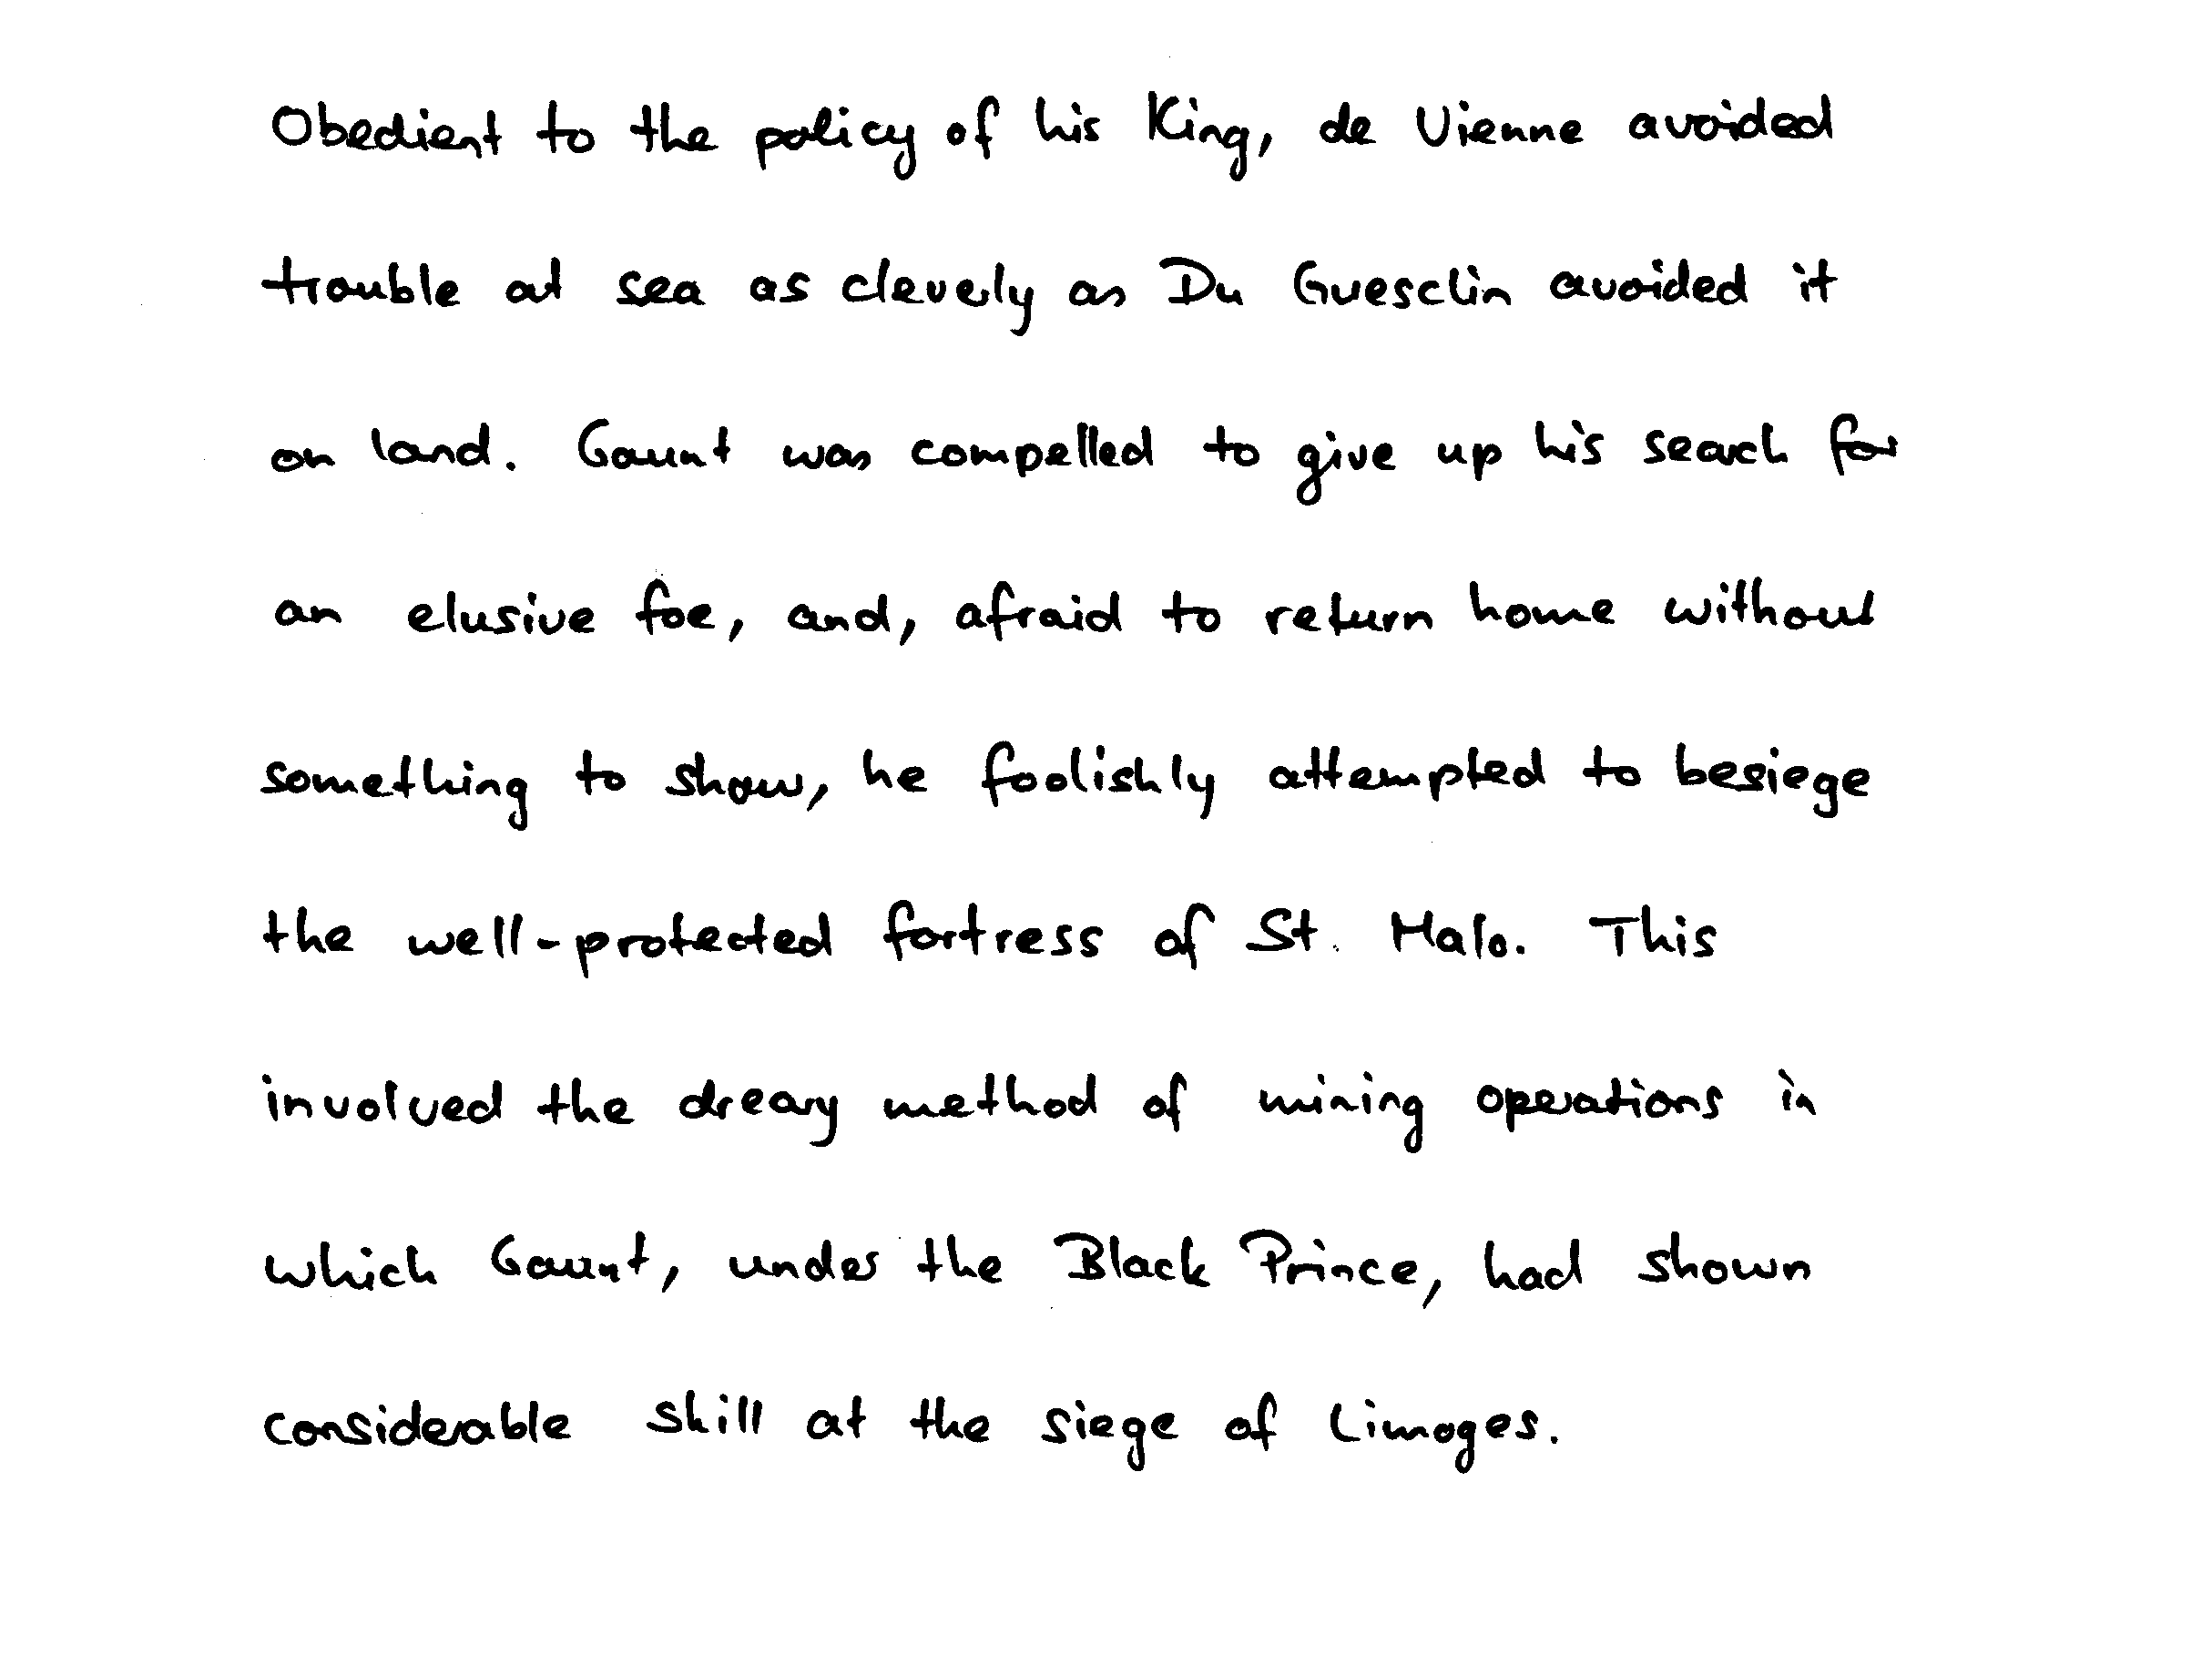 Obedient to the policy of his King, de Vienne avoided
trouble at sea as cleverly as Du Guesclin avoided it
on land. Gaunt was compelled to give up his search for
an elusive foe, and, afraid to return home without
something to show, he foolishly attempted to besiege
the well-protected fortress of St. Malo. This
involved the dreary method of mining operations in
which Gaunt, under the Black Prince, had shown
considerable skill at the siege of Limoges.